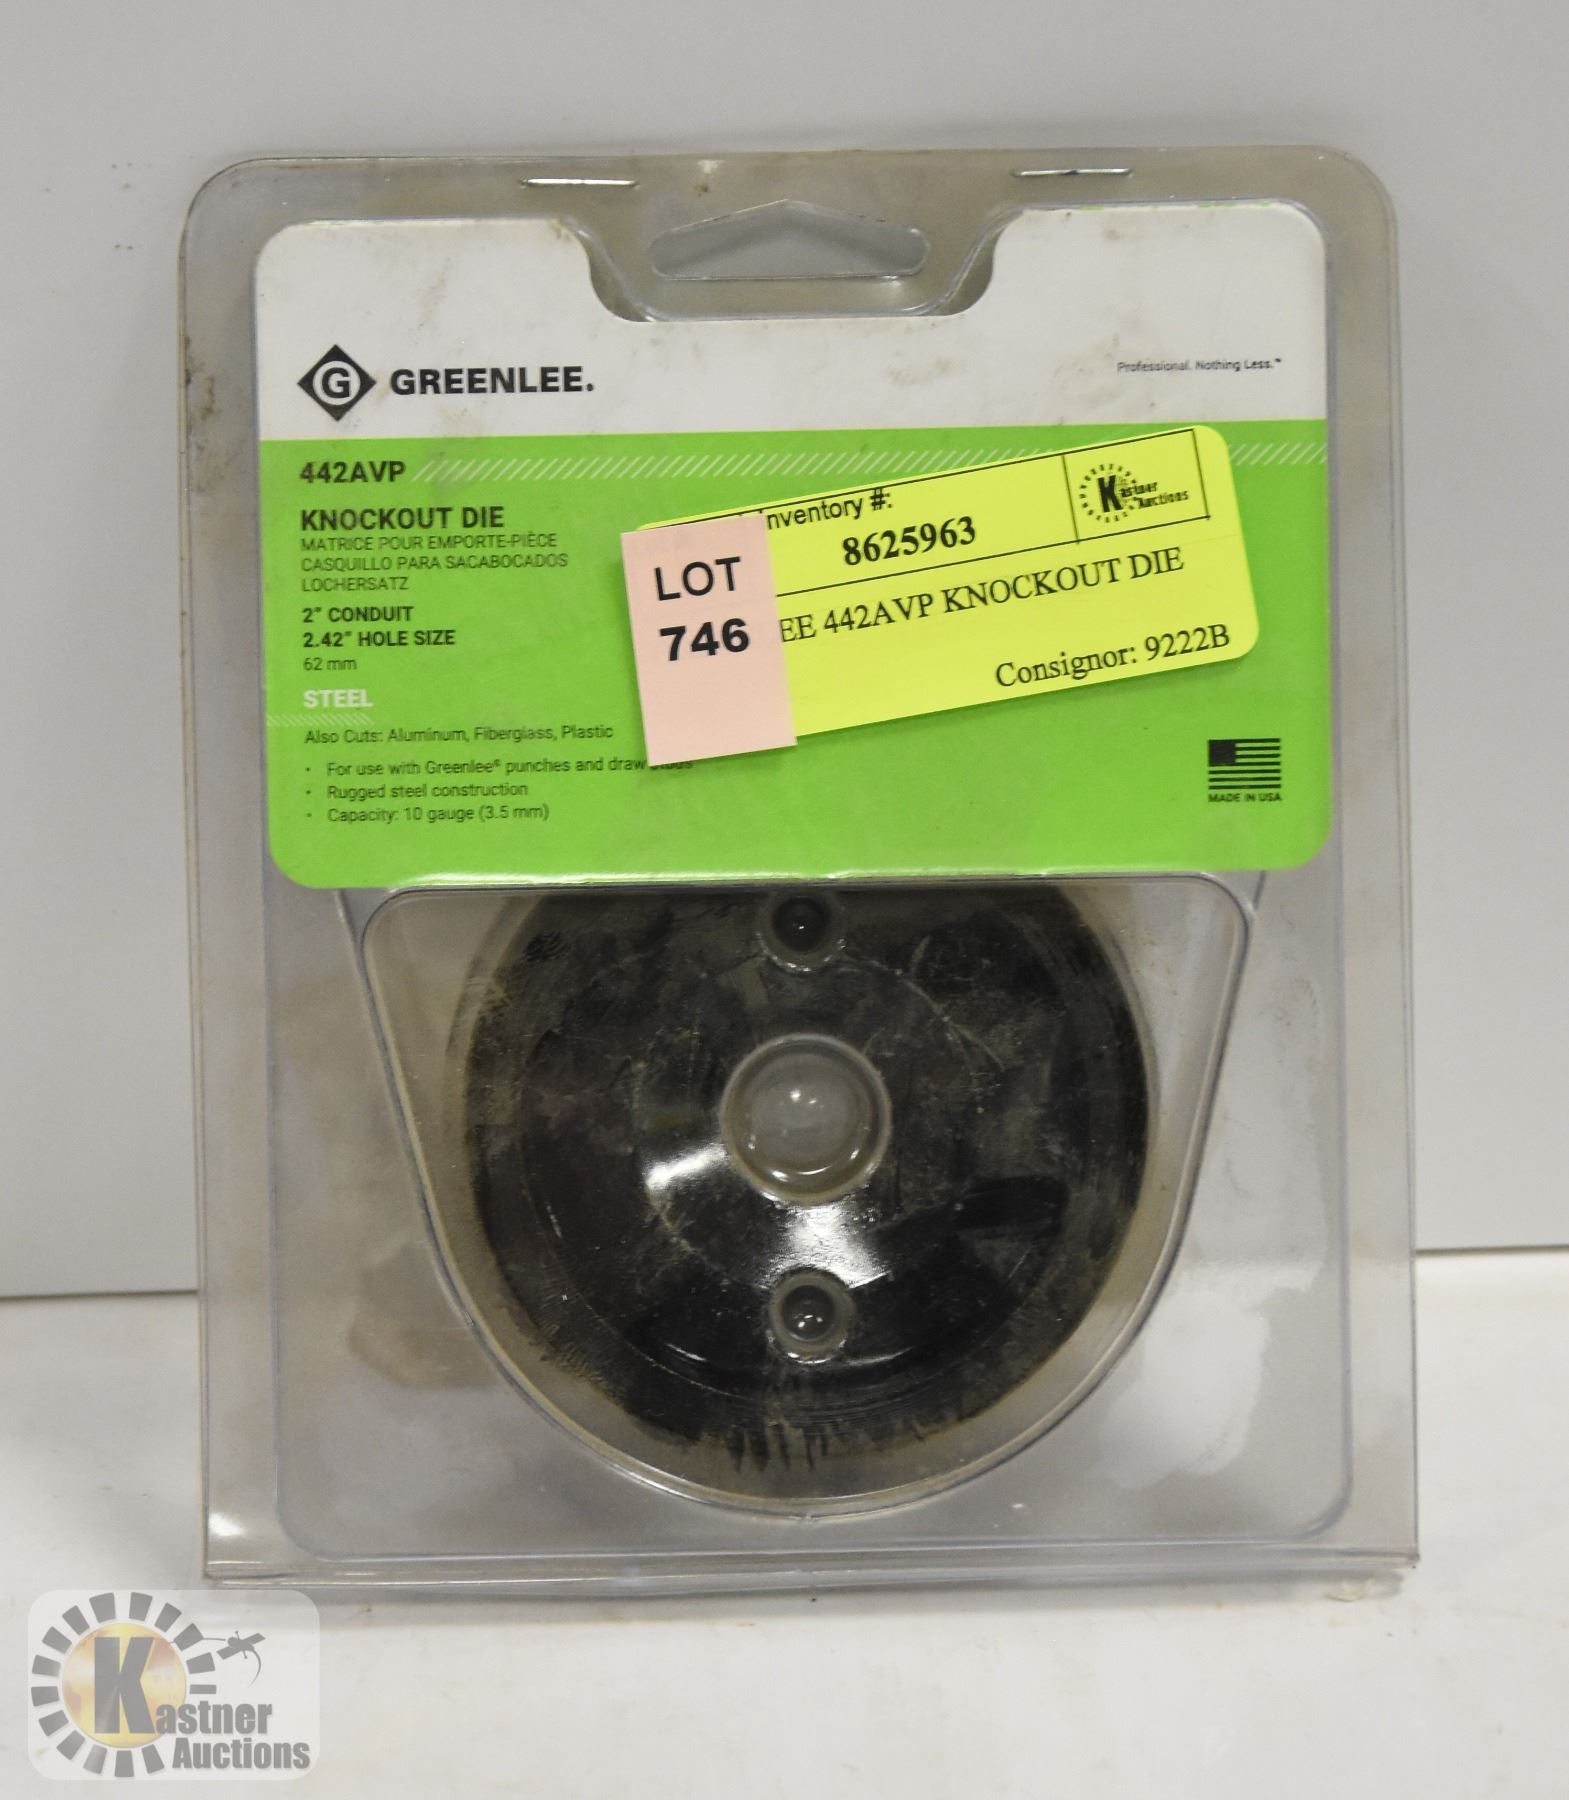 G GREENLEE.
Professional. Nothing Less.™
442AVP
KNOCKOUT DIE
MATRICE POUR EMPORTE-PIÈCE
CASQUILLO PARA SACABOCADOS
LOCHERSATZ
2" CONDUIT
2.42" HOLE SIZE
62 mm
STEEL
Also Cuts: Aluminum, Fiberglass, Plastic
• For use with Greenlee® punches and draw studs
• Rugged steel construction
• Capacity: 10 gauge (3.5 mm)
LOT
746
Inventory #:
8625963
Kastner
Auctions
EE 442AVP KNOCKOUT DIE
Consignor: 9222B
MADE IN USA
Kastner
Auctions